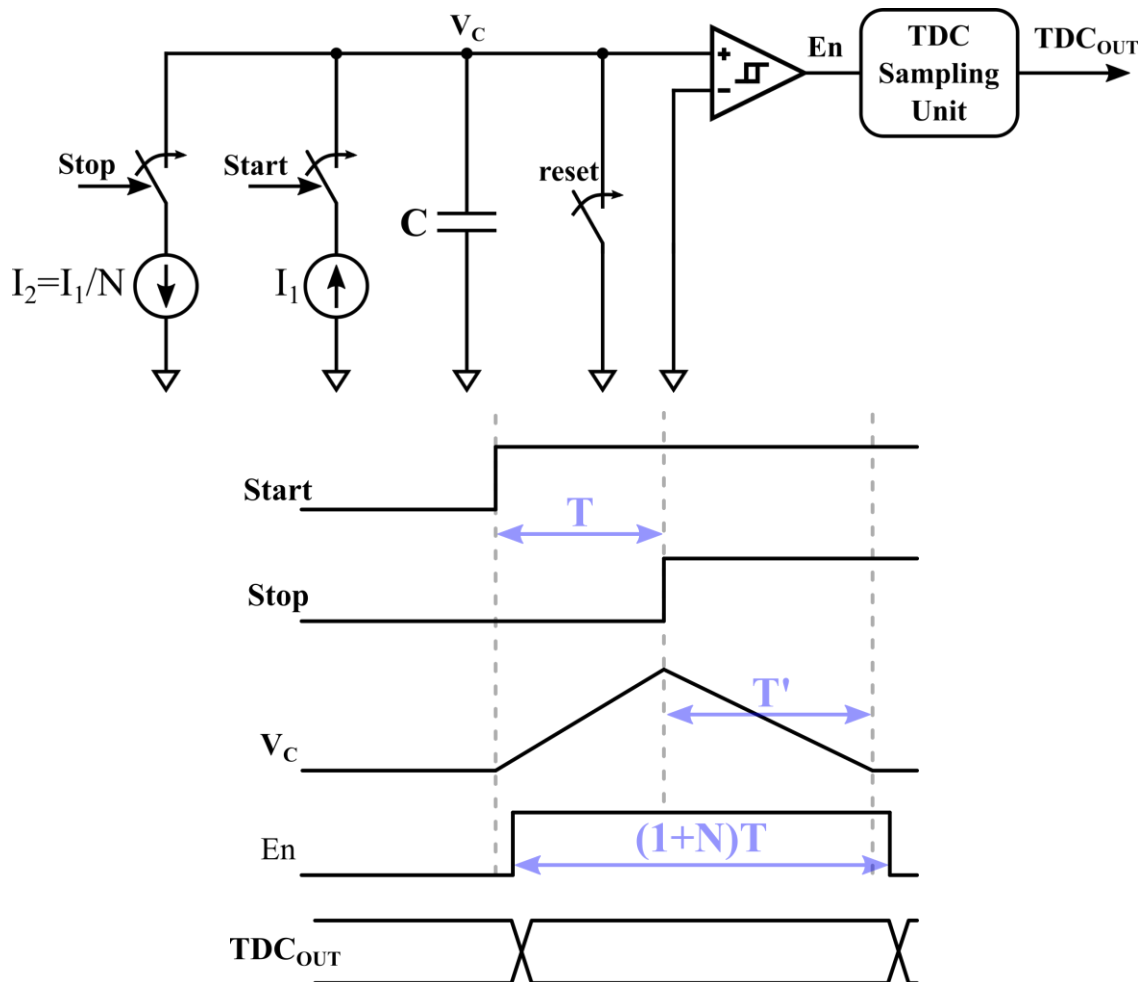 V_C
En
TDC
Sampling
Unit
TDC_OUT
Stop
Start
reset
C
I_2=I_1/N
I_1
+
-
Start
T
Stop
T'
V_C
(1+N)T
En
TDC_OUT